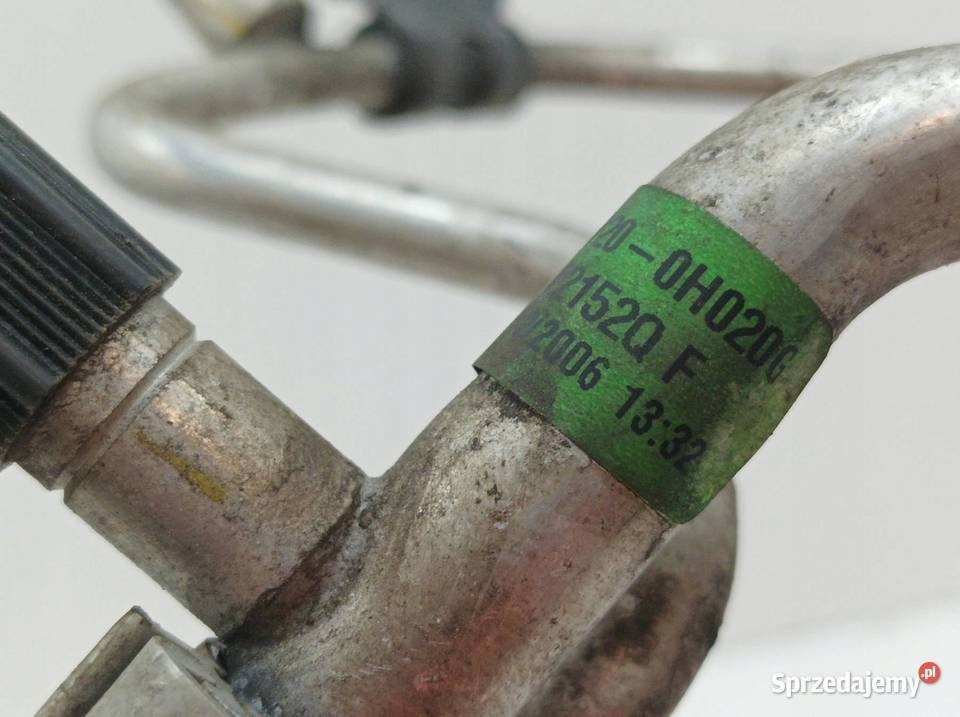 20-0H020G
2152Q F
/2006 13:32
Sprzedajemy.pl